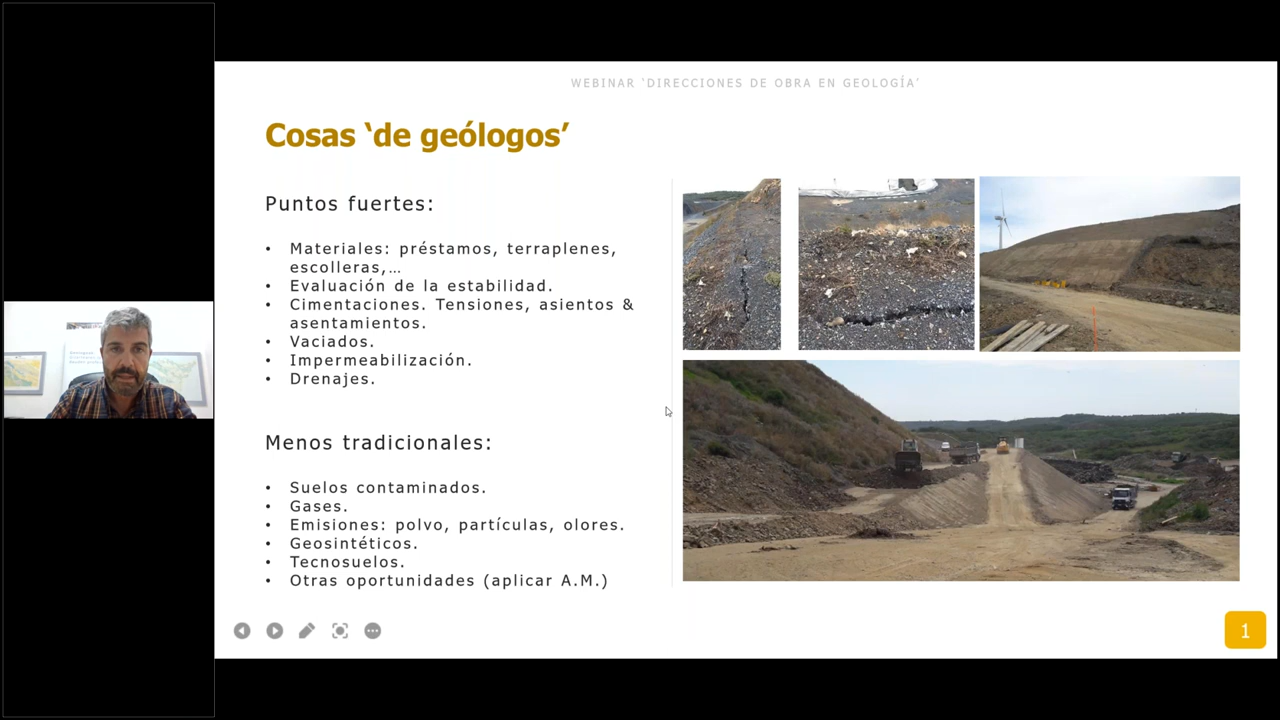 WEBINAR ‘DIRECCIONES DE OBRA EN GEOLOGÍA’
Cosas ‘de geólogos’
Puntos fuertes:
• Materiales: préstamos, terraplenes,
escolleras,…
• Evaluación de la estabilidad.
• Cimentaciones. Tensiones, asientos &
asentamientos.
• Vaciados.
• Impermeabilización.
• Drenajes.
Menos tradicionales:
• Suelos contaminados.
• Gases.
• Emisiones: polvo, partículas, olores.
• Geosintéticos.
• Tecnosuelos.
• Otras oportunidades (aplicar A.M.)
1